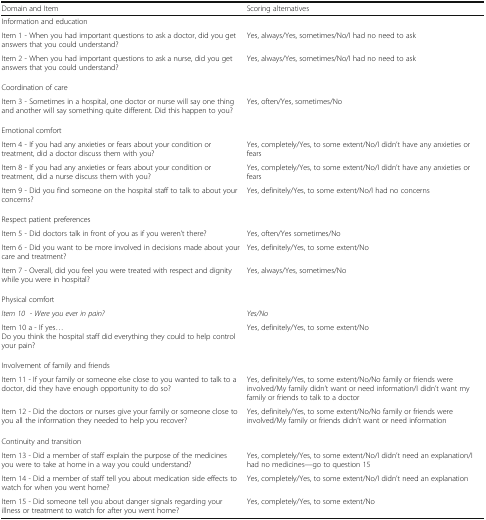 Domain and Item Scoring alternatives
Information and education
Item 1 - When you had important questions to ask a doctor, did you get Yes, always/Yes, sometimes/No/I had no need to ask
answers that you could understand?
Item 2 - When you had important questions to ask a nurse, did you get Yes, always/Yes, sometimes/No/I had no need to ask
answers that you could understand?
Coordination of care
Item 3 - Sometimes in a hospital, one doctor or nurse will say one thing Yes, often/Yes, sometimes/No
and another will say something quite different. Did this happen to you?
Emotional comfort
Item 4 - If you had any anxieties or fears about your condition or Yes, completely/Yes, to some extent/No/I didn't have any anxieties or
treatment, did a doctor discuss them with you? fears
Item 8 - If you had any anxieties or fears about your condition or Yes, completely/Yes, to some extent/No/I didn't have any anxieties or
treatment, did a nurse discuss them with you? fears
Item 9 - Did you find someone on the hospital staff to talk to about your Yes, definitely/Yes, to some extent/No/I had no concerns
concerns?
Respect patient preferences
Item 5 - Did doctors talk in front of you as if you weren't there? Yes, often/Yes sometimes/No
Item 6 - Did you want to be more involved in decisions made about your Yes, definitely/Yes, to some extent/No
care and treatment?
Item 7 - Overall, did you feel you were treated with respect and dignity Yes, always/Yes, sometimes/No
while you were in hospital?
Physical comfort
Item 10 - Were you ever in pain? Yes/No
Item 10 a - If yes… Yes, definitely/Yes, to some extent/No
Do you think the hospital staff did everything they could to help control
your pain?
Involvement of family and friends
Item 11 - If your family or someone else close to you wanted to talk to a Yes, definitely/Yes, to some extent/No/No family or friends were
doctor, did they have enough opportunity to do so? involved/My family didn't want or need information/I didn't want my
family or friends to talk to a doctor
Item 12 - Did the doctors or nurses give your family or someone close to Yes, definitely/Yes, to some extent/No/No family or friends were
you all the information they needed to help you recover? involved/My family or friends didn't want or need information
Continuity and transition
Item 13 - Did a member of staff explain the purpose of the medicines Yes, completely/Yes, to some extent/No/I didn't need an explanation/I
you were to take at home in a way you could understand? had no medicines—go to question 15
Item 14 - Did a member of staff tell you about medication side effects to Yes, completely/Yes, to some extent/No/I didn't need an explanation
watch for when you went home?
Item 15 - Did someone tell you about danger signals regarding your Yes, completely/Yes, to some extent/No
illness or treatment to watch for after you went home?